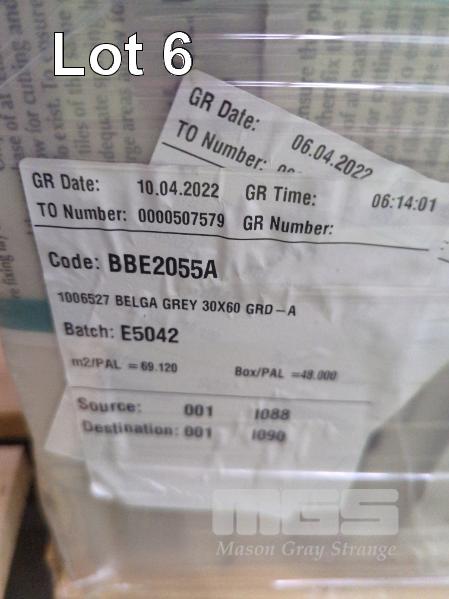 Lot 6
GR Date: 06.04.2022
TO Number:
GR Date: 10.04.2022 GR Time: 06:14:01
TO Number: 0000507579 GR Number:
Code: BBE2055A
1006527 BELGA GREY 30X60 GRD-A
Batch: E5042
m2/PAL =69.120 Box/PAL =48.000
Source: 001 I088
Destination: 001 I090
MGS
Mason Gray Strange